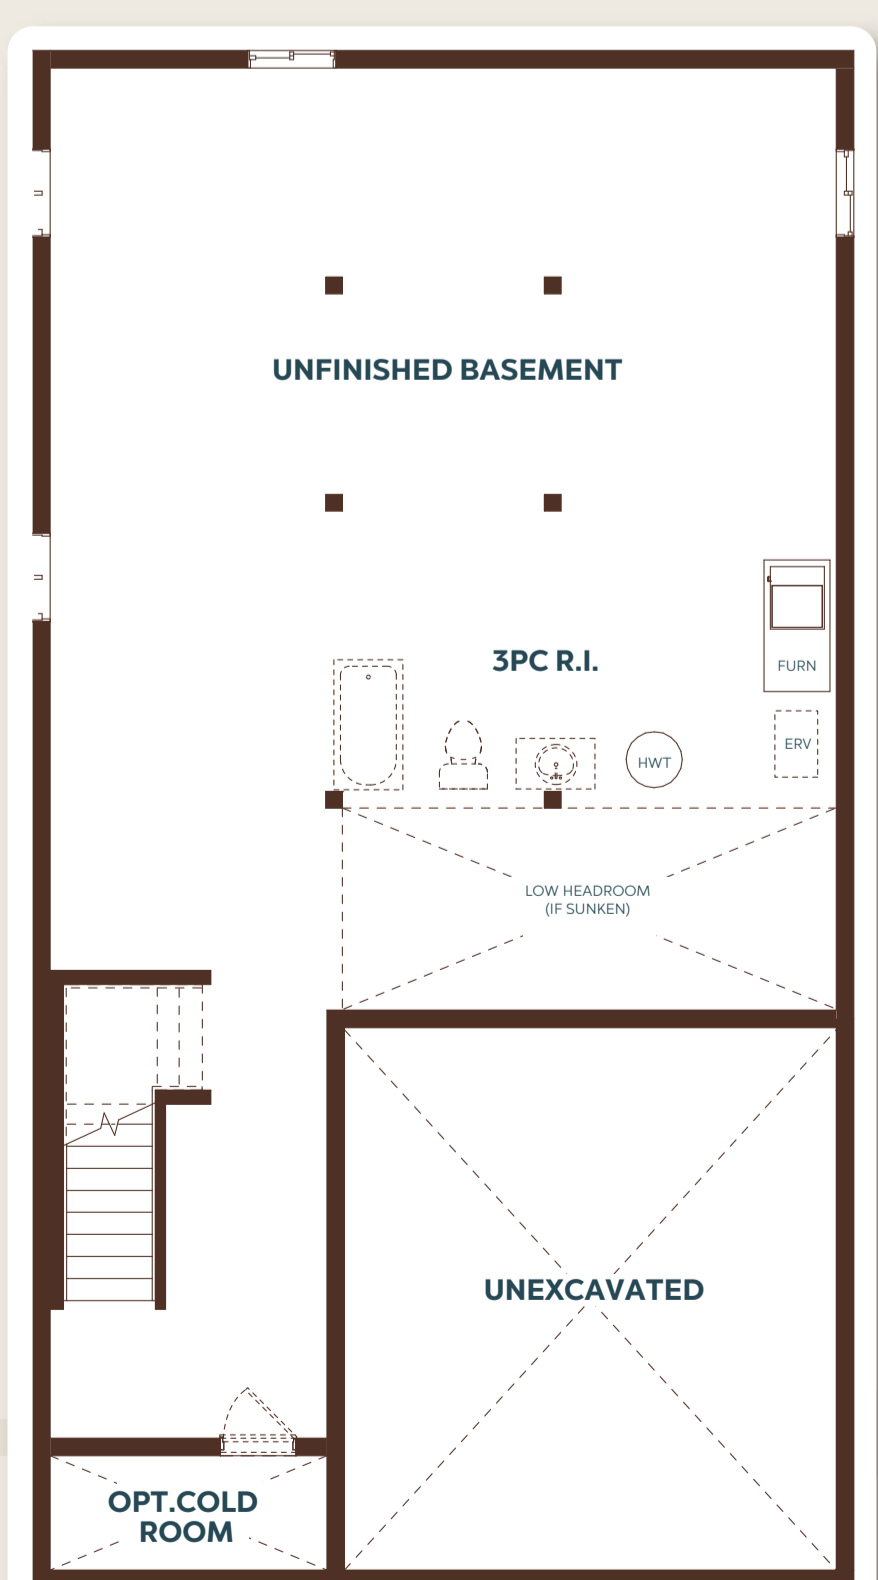 UNFINISHED BASEMENT
3PC R.I.
FURN
ERV
HWT
LOW HEADROOM
(IF SUNKEN)
UNEXCAVATED
OPT.COLD
ROOM